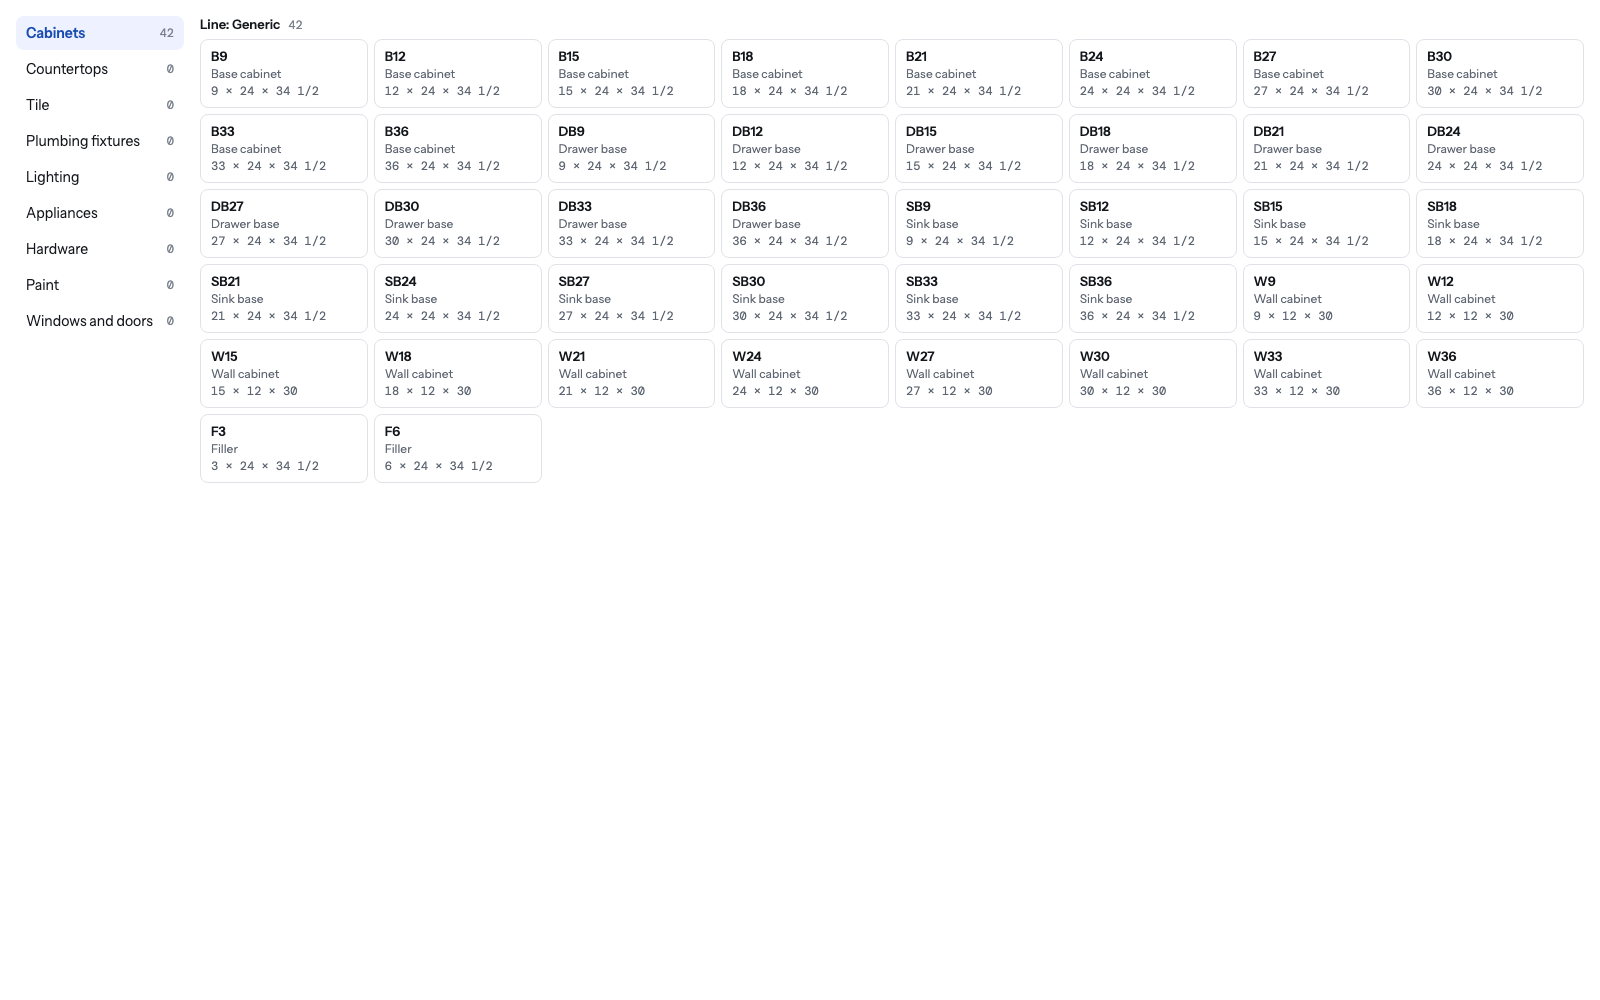 Cabinets 42
Countertops 0
Tile 0
Plumbing fixtures 0
Lighting 0
Appliances 0
Hardware 0
Paint 0
Windows and doors 0
Line: Generic 42
B9
Base cabinet
9 × 24 × 34 1/2
B12
Base cabinet
12 × 24 × 34 1/2
B15
Base cabinet
15 × 24 × 34 1/2
B18
Base cabinet
18 × 24 × 34 1/2
B21
Base cabinet
21 × 24 × 34 1/2
B24
Base cabinet
24 × 24 × 34 1/2
B27
Base cabinet
27 × 24 × 34 1/2
B30
Base cabinet
30 × 24 × 34 1/2
B33
Base cabinet
33 × 24 × 34 1/2
B36
Base cabinet
36 × 24 × 34 1/2
DB9
Drawer base
9 × 24 × 34 1/2
DB12
Drawer base
12 × 24 × 34 1/2
DB15
Drawer base
15 × 24 × 34 1/2
DB18
Drawer base
18 × 24 × 34 1/2
DB21
Drawer base
21 × 24 × 34 1/2
DB24
Drawer base
24 × 24 × 34 1/2
DB27
Drawer base
27 × 24 × 34 1/2
DB30
Drawer base
30 × 24 × 34 1/2
DB33
Drawer base
33 × 24 × 34 1/2
DB36
Drawer base
36 × 24 × 34 1/2
SB9
Sink base
9 × 24 × 34 1/2
SB12
Sink base
12 × 24 × 34 1/2
SB15
Sink base
15 × 24 × 34 1/2
SB18
Sink base
18 × 24 × 34 1/2
SB21
Sink base
21 × 24 × 34 1/2
SB24
Sink base
24 × 24 × 34 1/2
SB27
Sink base
27 × 24 × 34 1/2
SB30
Sink base
30 × 24 × 34 1/2
SB33
Sink base
33 × 24 × 34 1/2
SB36
Sink base
36 × 24 × 34 1/2
W9
Wall cabinet
9 × 12 × 30
W12
Wall cabinet
12 × 12 × 30
W15
Wall cabinet
15 × 12 × 30
W18
Wall cabinet
18 × 12 × 30
W21
Wall cabinet
21 × 12 × 30
W24
Wall cabinet
24 × 12 × 30
W27
Wall cabinet
27 × 12 × 30
W30
Wall cabinet
30 × 12 × 30
W33
Wall cabinet
33 × 12 × 30
W36
Wall cabinet
36 × 12 × 30
F3
Filler
3 × 24 × 34 1/2
F6
Filler
6 × 24 × 34 1/2